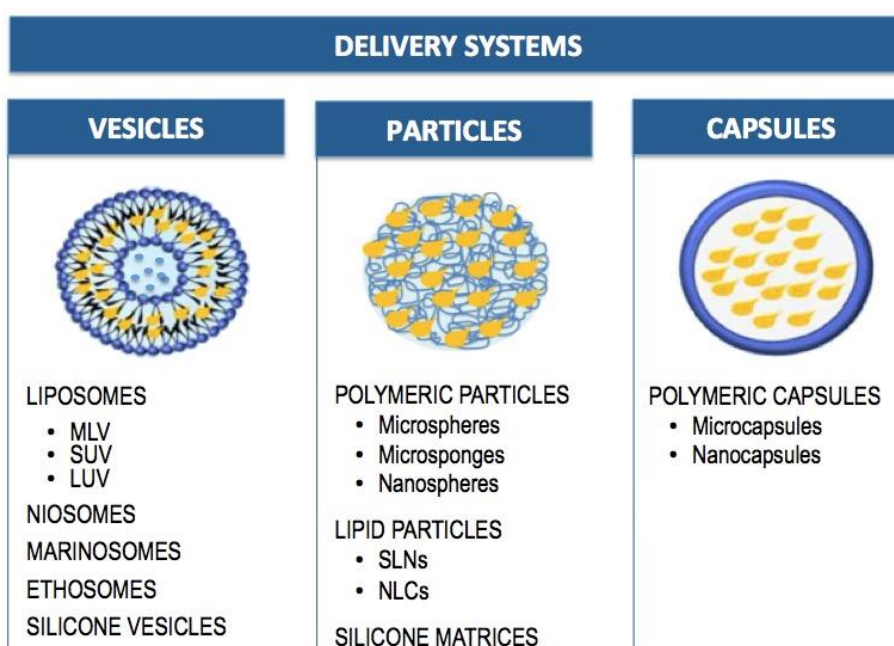 DELIVERY SYSTEMS
VESICLES
LIPOSOMES
• MLV
• SUV
• LUV
NIOSOMES
MARINOSOMES
ETHOSOMES
SILICONE VESICLES
PARTICLES
POLYMERIC PARTICLES
• Microspheres
• Microsponges
• Nanospheres
LIPID PARTICLES
• SLNs
• NLCs
SILICONE MATRICES
CAPSULES
POLYMERIC CAPSULES
• Microcapsules
• Nanocapsules